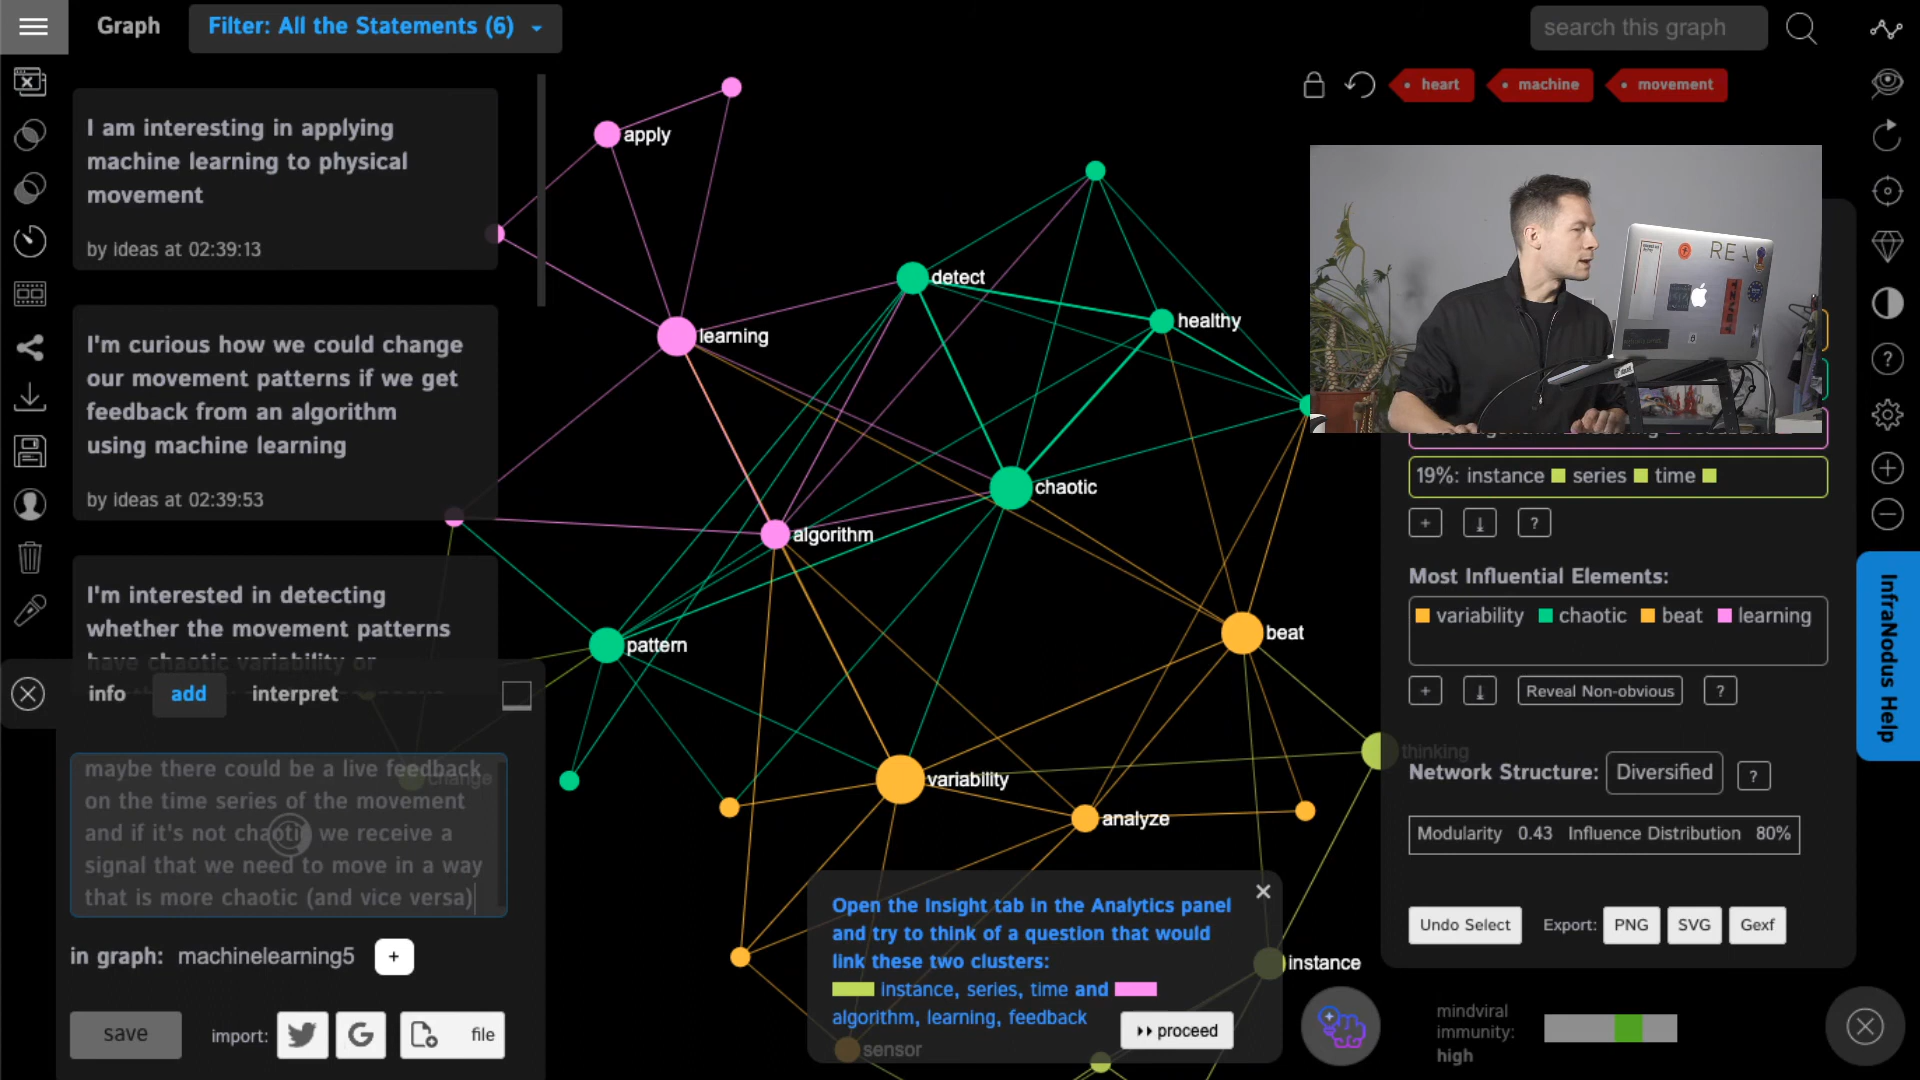 Graph
Filter: All the Statements (6)
search this graph
heart
machine
movement
I am interesting in applying
machine learning to physical
movement
by ideas at 02:39:13
I'm curious how we could change
our movement patterns if we get
feedback from an algorithm
using machine learning
by ideas at 02:39:53
I'm interested in detecting
whether the movement patterns
have chaotic variability or
info
add
interpret
maybe there could be a live feedback
on the time series of the movement
and if it's not chaotic we receive a
signal that we need to move in a way
that is more chaotic (and vice versa)
in graph: machinelearning5
+
save
import:
G
file
apply
detect
healthy
learning
chaotic
algorithm
pattern
beat
variability
analyze
thinking
change
instance
sensor
Open the Insight tab in the Analytics panel
and try to think of a question that would
link these two clusters:
instance, series, time and
algorithm, learning, feedback
proceed
19%: instance series time
+
?
Most Influential Elements:
variability chaotic beat learning
+
Reveal Non-obvious
?
Network Structure: Diversified ?
Modularity 0.43 Influence Distribution 80%
Undo Select
Export: PNG SVG Gexf
mindviral
immunity:
high
InfraNodus Help